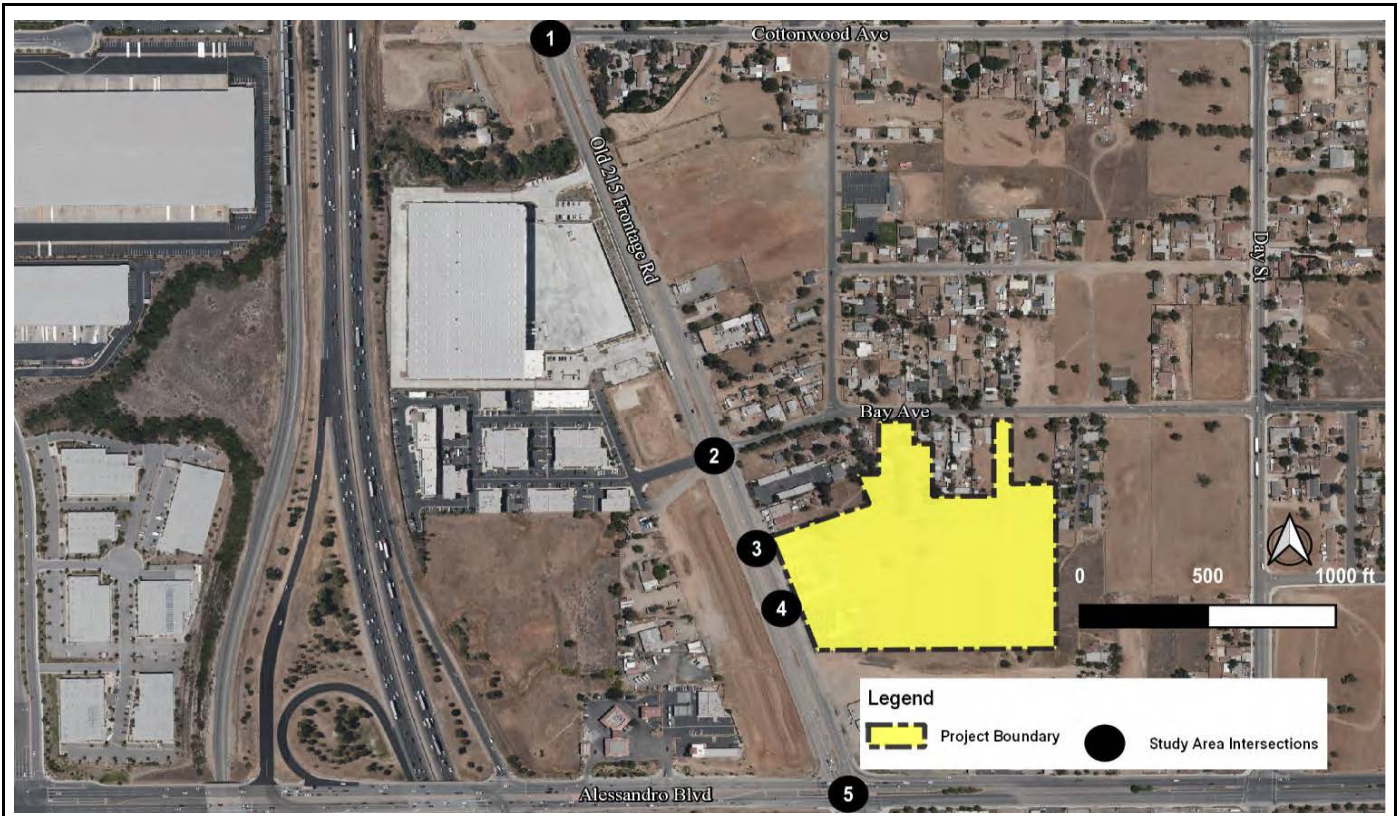 1
Cottonwood Ave
Old 215 Frontage Rd
Day St
Bay Ave
2
3
4
0 500 1000 ft
Legend
Project Boundary
Study Area Intersections
Alessandro Blvd
5